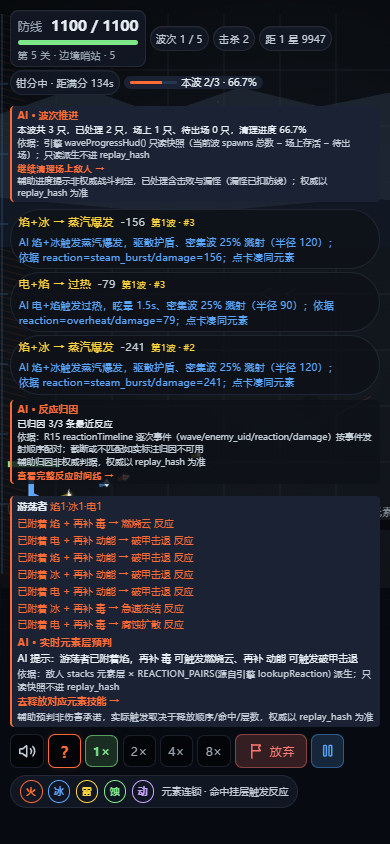 防线 1100 / 1100
第 5 关 · 边境哨站 · 5
波次 1 / 5
击杀 2
距 1 星 9947
钳分中 · 距满分 134s
本波 2/3 · 66.7%
AI · 波次推进
本波共 3 只，已处理 2 只，场上 1 只、待出场 0 只，清理进度 66.7%
依据：引擎 waveProgressHud() 只读快照（当前波 spawns 总数 − 场上存活 − 待出
场）；只读派生不进 replay_hash
继续清理场上敌人 →
辅助进度提示非权威战斗判定，已处理含击败与漏怪（漏怪已扣防线）；权威以
replay_hash 为准
焰+冰 → 蒸汽爆发 -156 第1波 · #3
AI 焰+冰触发蒸汽爆发，驱散护盾、密集波 25% 溅射（半径 120）；
依据 reaction=steam_burst/damage=156；点卡凑同元素
电+焰 → 过热 -79 第1波 · #3
AI 电+焰触发过热，眩晕 1.5s、密集波 25% 溅射（半径 90）；依据
reaction=overheat/damage=79；点卡凑同元素
焰+冰 → 蒸汽爆发 -241 第1波 · #2
AI 焰+冰触发蒸汽爆发，驱散护盾、密集波 25% 溅射（半径 120）；
依据 reaction=steam_burst/damage=241；点卡凑同元素
AI · 反应归因
已归因 3/3 条最近反应
依据：R15 reactionTimeline 逐次事件（wave/enemy_uid/reaction/damage）按事件发
射顺序配对；截断或不匹配如实标注归因不可用
辅助归因非权威判据，权威以 replay_hash 为准
查看完整反应时间线 →
游荡者 焰1·冰1·电1
已附着 焰 + 再补 毒 → 燃烧云 反应
已附着 电 + 再补 动能 → 破甲击退 反应
已附着 焰 + 再补 动能 → 破甲击退 反应
已附着 冰 + 再补 动能 → 破甲击退 反应
已附着 电 + 再补 动能 → 破甲击退 反应
已附着 冰 + 再补 毒 → 急速冻结 反应
已附着 电 + 再补 毒 → 腐蚀扩散 反应
AI · 实时元素层预判
AI 提示：游荡者已附着焰，再补 毒 可触发燃烧云、再补 动能 可触发破甲击退
依据：敌人 stacks 元素层 × REACTION_PAIRS(源自引擎 lookupReaction) 派生；只
读快照不进 replay_hash
去释放对应元素技能 →
辅助预判非伤害承诺，实际触发取决于释放顺序/命中/层数，权威以 replay_hash 为准
?
1×
2×
4×
8×
放弃
火
冰
雷
蚀
动
元素连锁 · 命中挂层触发反应